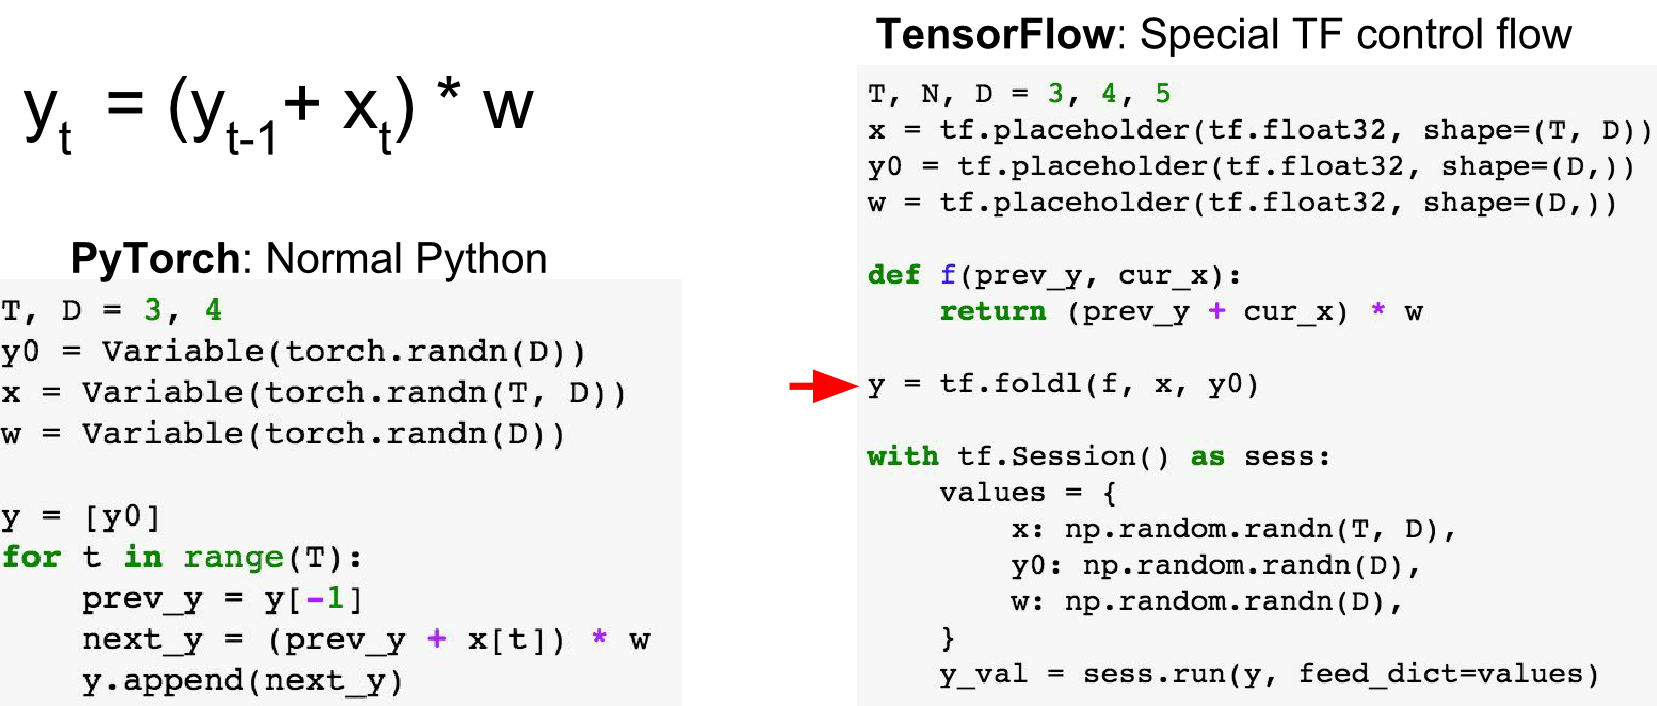 y_t = (y_{t-1} + x_t) * w
PyTorch: Normal Python
T, D = 3, 4
y0 = Variable(torch.randn(D))
x = Variable(torch.randn(T, D))
w = Variable(torch.randn(D))

y = [y0]
for t in range(T):
    prev_y = y[-1]
    next_y = (prev_y + x[t]) * w
    y.append(next_y)
TensorFlow: Special TF control flow
T, N, D = 3, 4, 5
x = tf.placeholder(tf.float32, shape=(T, D))
y0 = tf.placeholder(tf.float32, shape=(D,))
w = tf.placeholder(tf.float32, shape=(D,))

def f(prev_y, cur_x):
    return (prev_y + cur_x) * w

y = tf.foldl(f, x, y0)

with tf.Session() as sess:
    values = {
        x: np.random.randn(T, D),
        y0: np.random.randn(D),
        w: np.random.randn(D),
    }
    y_val = sess.run(y, feed_dict=values)